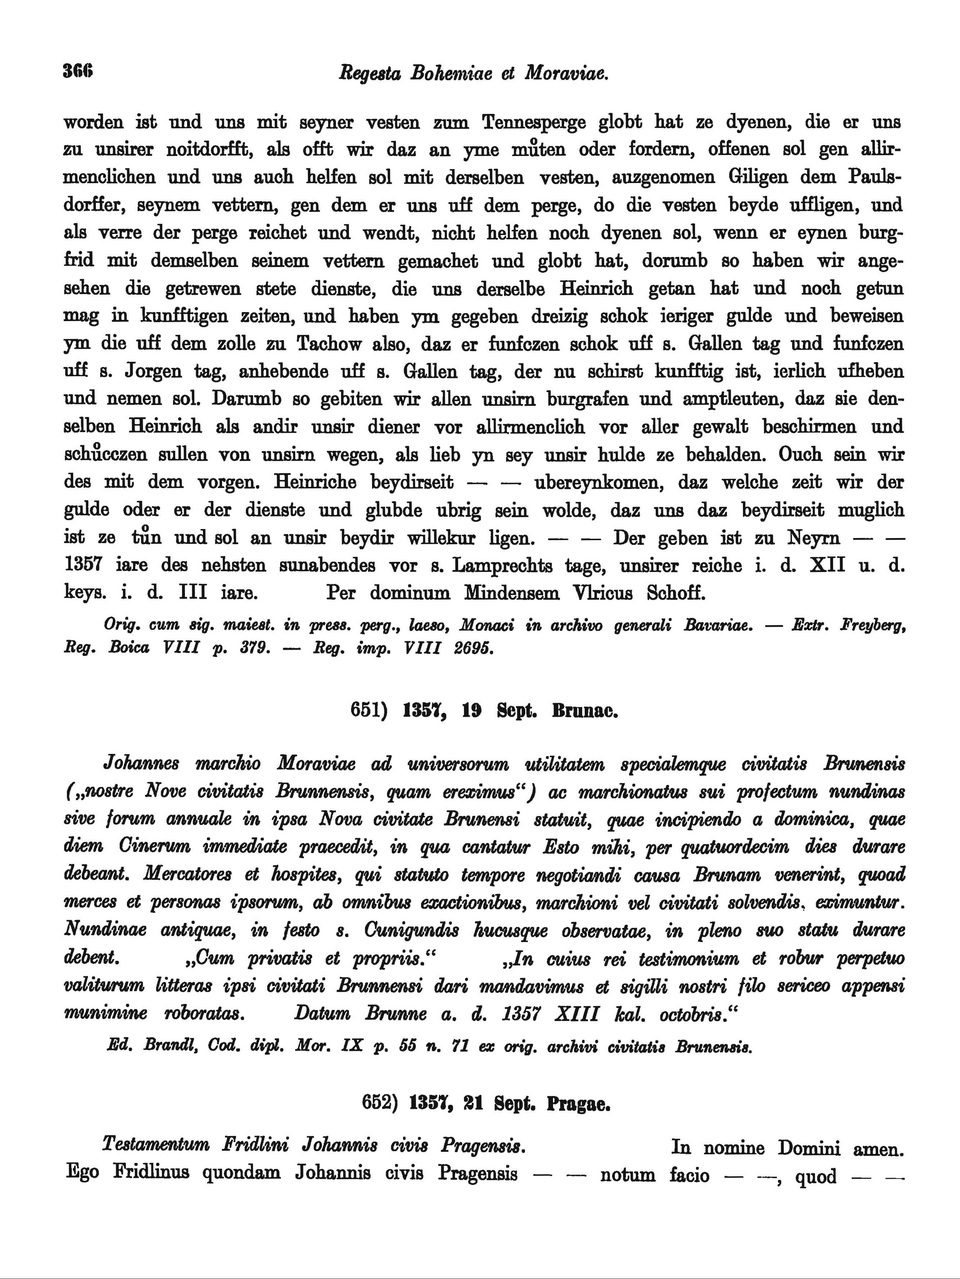 366
Regesta Bohemiae et Moraviae.
worden ist und uns mit seyner vesten zum Tennesperge globt hat ze dyenen, die er uns
zu unsirer noitdorfft, als offt wir daz an yme můten oder fordern, offenen sol gen allir-
menclichen und uns auch helfen sol mit derselben vesten, auzgenomen Giligen dem Pauls-
dorffer, seynem vettern, gen dem er uns uff dem perge, do die vesten beyde uffligen, und
als verre der perge reichet und wendt, nicht helfen noch dyenen sol, wenn er eynen burg-
frid mit demselben seinem vettern gemachet und globt hat, dorumb so haben wir ange-
sehen die getrewen stete dienste, die uns derselbe Heinrich getan hat und noch getun
mag in kunfftigen zeiten, und haben ym gegeben dreizig schok ieriger gulde und beweisen
ym die uff dem zolle zu Tachow also, daz er funfczen schok uff s. Gallen tag und funfczen
uff s. Jorgen tag, anhebende uff s. Gallen tag, der nu schirst kunfftig ist, ierlich ufheben
und nemen sol. Darumb so gebiten wir allen unsirn burgrafen und amptleuten, daz sie den-
selben Heinrich als andir unsir diener vor allirmenclich vor aller gewalt beschirmen und
schůcczen sullen von unsirn wegen, als lieb yn sey unsir hulde ze behalden. Ouch sein wir
des mit dem vorgen. Heinriche beydirseit — — ubereynkomen, daz welche zeit wir der
gulde oder er der dienste und glubde ubrig sein wolde, daz uns daz beydirseit muglich
ist ze tůn und sol an unsir beydir willekur ligen. — — Der geben ist zu Neyrn — —
1357 iare des nehsten sunabendes vor s. Lamprechts tage, unsirer reiche i. d. XII u. d.
keys. i. d. III iare. Per dominum Mindensem Vlricus Schoff.
Orig. cum sig. maiest. in press. perg., laeso, Monaci in archivo generali Bavariae. — Extr. Freyberg,
Reg. Boica VIII p. 379. — Reg. imp. VIII 2695.
651) 1357, 19 Sept. Brunae.
Johannes marchio Moraviae ad universorum utilitatem specialemque civitatis Brunensis
(„nostre Nove civitatis Brunnensis, quam ereximus“) ac marchionatus sui profectum nundinas
sive forum annuale in ipsa Nova civitate Brunensi statuit, quae incipiendo a dominica, quae
diem Cinerum immediate praecedit, in qua cantatur Esto mihi, per quatuordecim dies durare
debeant. Mercatores et hospites, qui statuto tempore negotiandi causa Brunam venerint, quoad
merces et personas ipsorum, ab omnibus exactionibus, marchioni vel civitati solvendis, eximuntur.
Nundinae antiquae, in festo s. Cunigundis hucusque observatae, in pleno suo statu durare
debent. „Cum privatis et propriis.“ „In cuius rei testimonium et robur perpetuo
valiturum litteras ipsi civitati Brunnensi dari mandavimus et sigilli nostri filo sericeo appensi
munimine roboratas. Datum Brunne a. d. 1357 XIII kal. octobris.“
Ed. Brandl, Cod. dipl. Mor. IX p. 55 n. 71 ex orig. archivi civitatis Brunensis.
652) 1357, 21 Sept. Pragae.
Testamentum Fridlini Johannis civis Pragensis. In nomine Domini amen.
Ego Fridlinus quondam Johannis civis Pragensis — — notum facio — —, quod — —